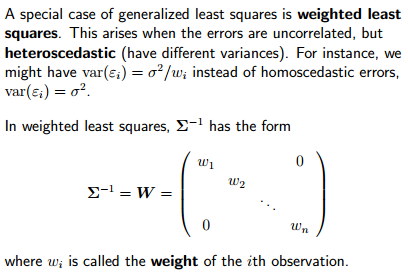 A special case of generalized least squares is weighted least
squares. This arises when the errors are uncorrelated, but
heteroscedastic (have different variances). For instance, we
might have var(εᵢ) = σ²/wᵢ instead of homoscedastic errors,
var(εᵢ) = σ².
In weighted least squares, Σ⁻¹ has the form
Σ⁻¹ = W = ( w₁ 0
w₂
⋱
0 wₙ )
where wᵢ is called the weight of the ith observation.